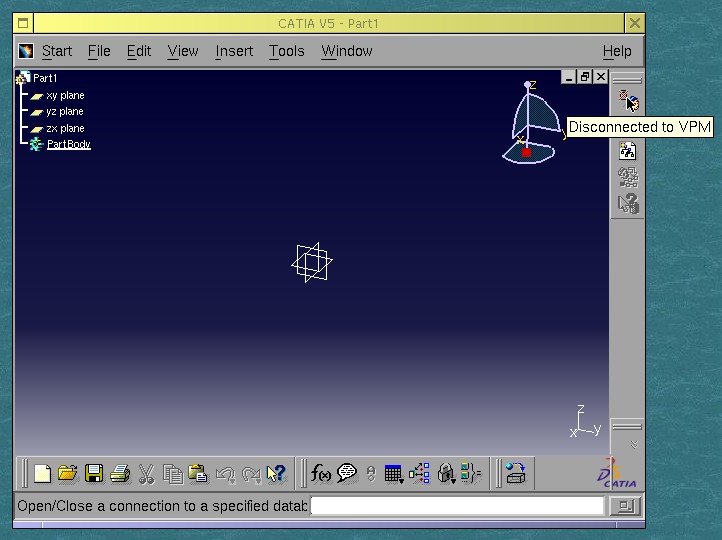 CATIA V5 - Part1
Start File Edit View Insert Tools Window Help
Part1
xy plane
yz plane
zx plane
PartBody
z
x
y
Disconnected to VPM
z
x y
f(x)
CATIA
Open/Close a connection to a specified datab